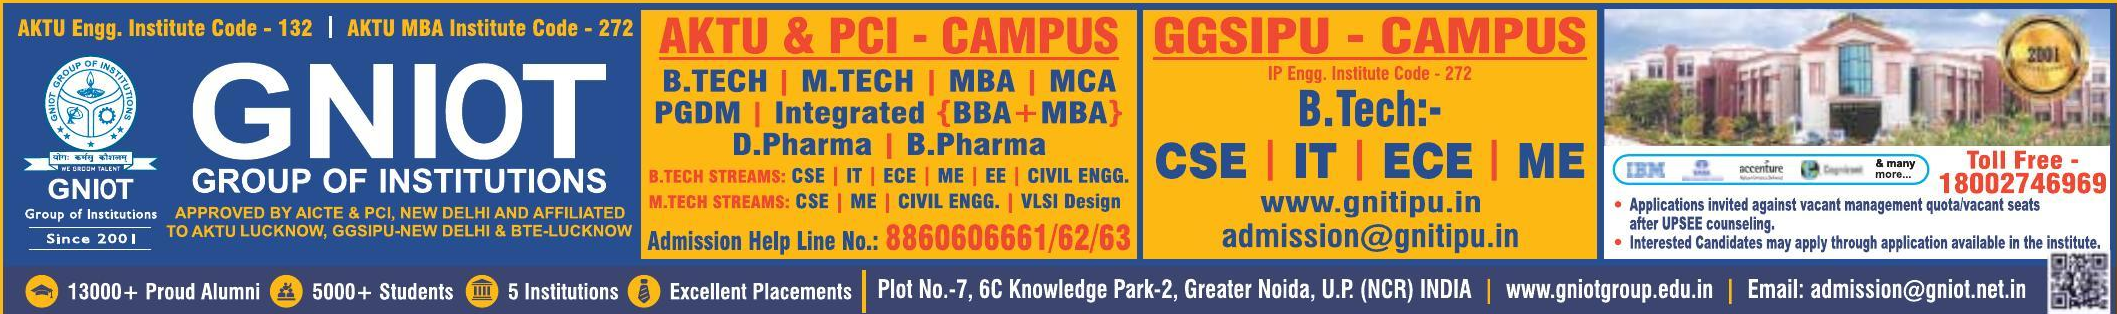 AKTU Engg. Institute Code - 132 | AKTU MBA Institute Code - 272
GNIOT GROUP OF INSTITUTIONS
योगः कर्मसु कौशलम्
WE GROOM TALENT
GNIOT
Group of Institutions
Since 2001
GNIOT
GROUP OF INSTITUTIONS
APPROVED BY AICTE & PCI, NEW DELHI AND AFFILIATED
TO AKTU LUCKNOW, GGSIPU-NEW DELHI & BTE-LUCKNOW
AKTU & PCI - CAMPUS
B.TECH | M.TECH | MBA | MCA
PGDM | Integrated {BBA+MBA}
D.Pharma | B.Pharma
B.TECH STREAMS: CSE | IT | ECE | ME | EE | CIVIL ENGG.
M.TECH STREAMS: CSE | ME | CIVIL ENGG. | VLSI Design
Admission Help Line No.: 8860606661/62/63
GGSIPU - CAMPUS
IP Engg. Institute Code - 272
B.Tech:-
CSE | IT | ECE | ME
www.gnitipu.in
admission@gnitipu.in
2001
IBM TATA accenture Cognizant & many
more...
Toll Free -
18002746969
• Applications invited against vacant management quota/vacant seats
after UPSEE counseling.
• Interested Candidates may apply through application available in the institute.
13000+ Proud Alumni 5000+ Students 5 Institutions Excellent Placements | Plot No.-7, 6C Knowledge Park-2, Greater Noida, U.P. (NCR) INDIA | www.gniotgroup.edu.in | Email: admission@gniot.net.in